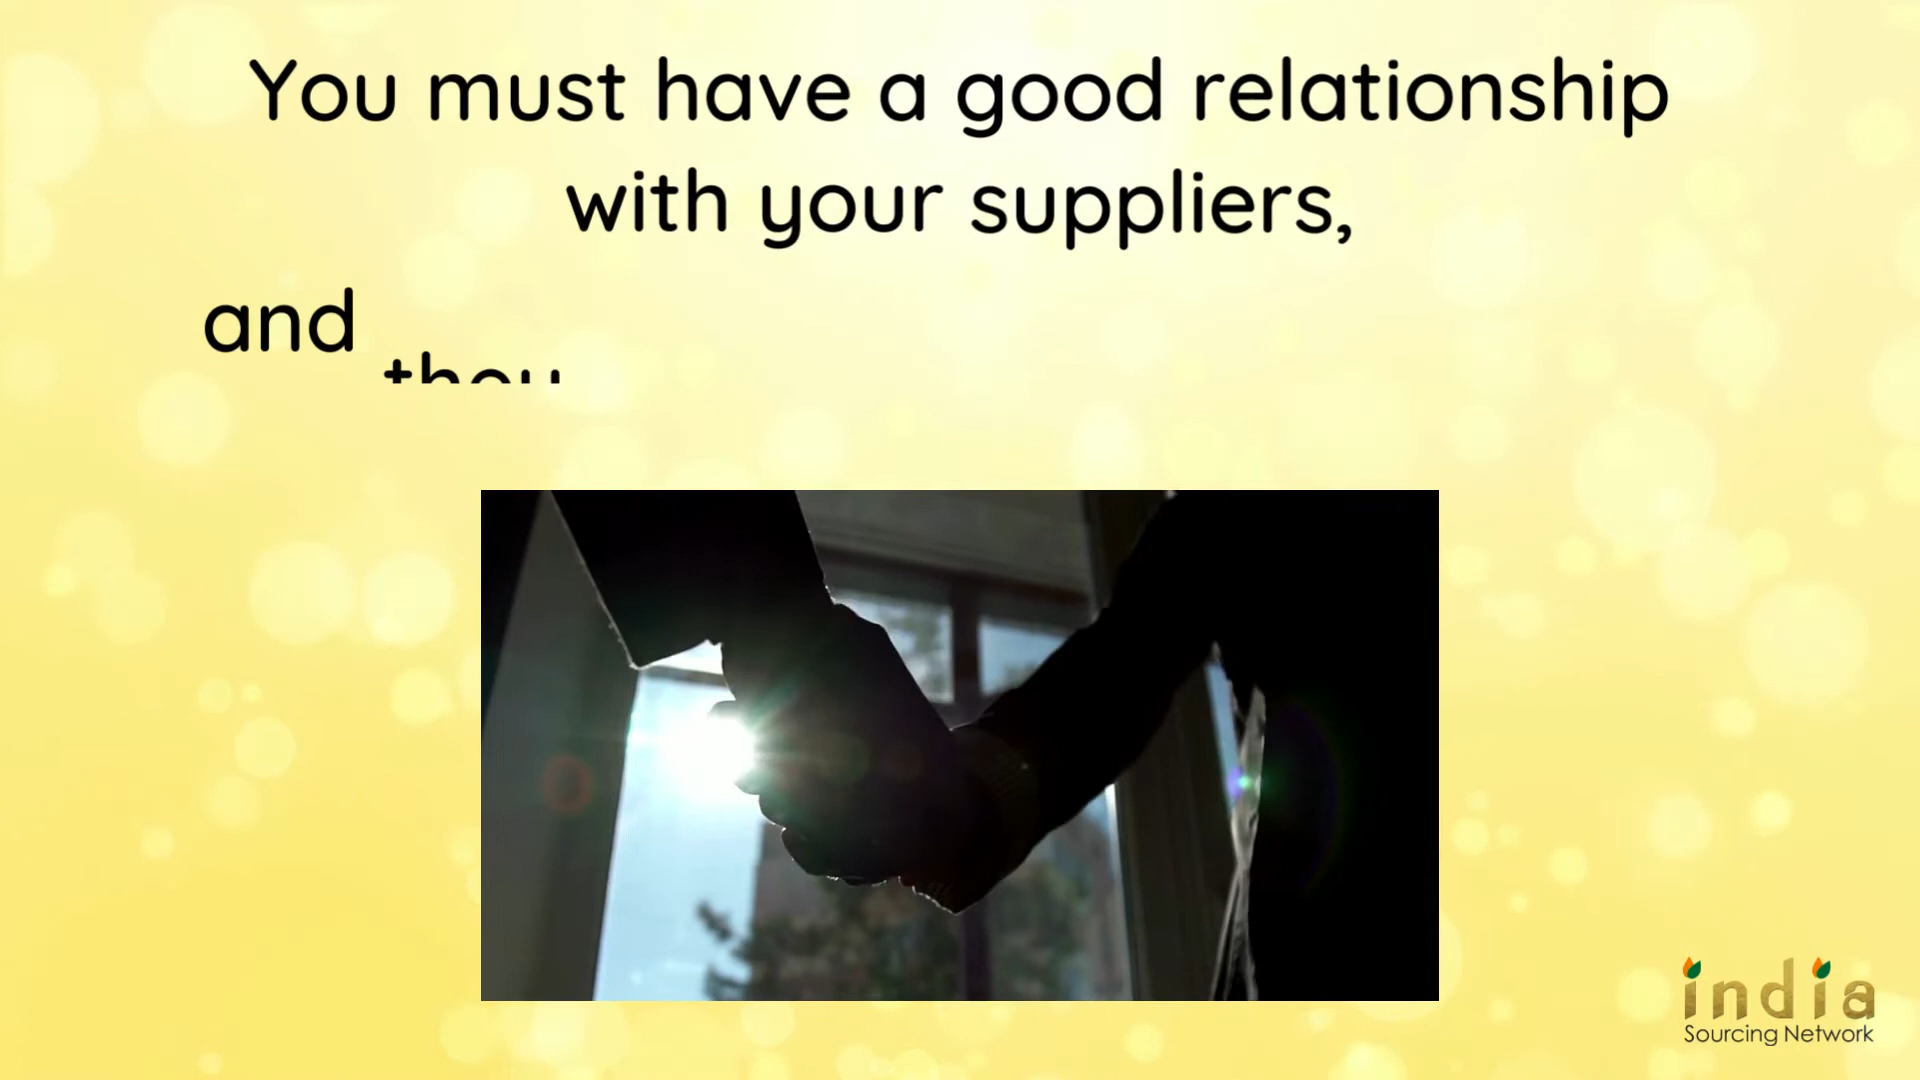 You must have a good relationship
with your suppliers,
and
india
Sourcing Network